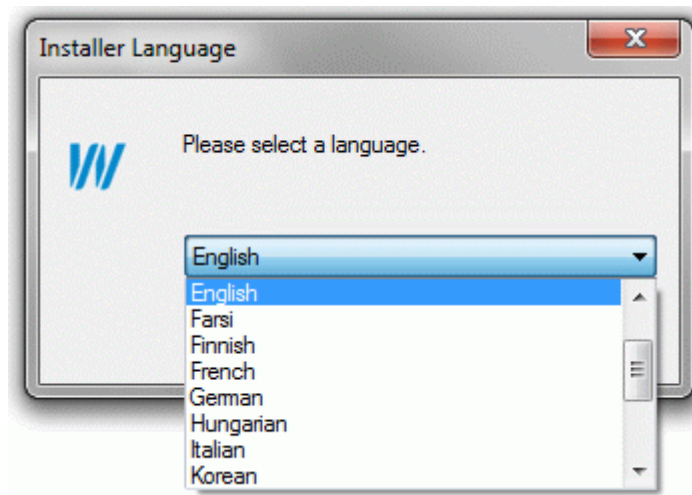 Installer Language
Please select a language.
English
English
Farsi
Finnish
French
German
Hungarian
Italian
Korean